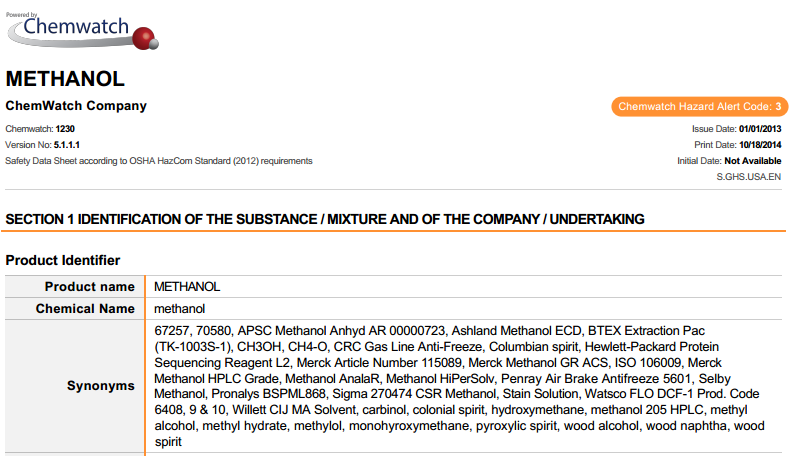 Powered by
Chemwatch
METHANOL
ChemWatch Company
Chemwatch Hazard Alert Code: 3
Chemwatch: 1230
Issue Date: 01/01/2013
Version No: 5.1.1.1
Print Date: 10/18/2014
Safety Data Sheet according to OSHA HazCom Standard (2012) requirements
Initial Date: Not Available
S.GHS.USA.EN
SECTION 1 IDENTIFICATION OF THE SUBSTANCE / MIXTURE AND OF THE COMPANY / UNDERTAKING
Product Identifier
Product name METHANOL
Chemical Name methanol
Synonyms
67257, 70580, APSC Methanol Anhyd AR 00000723, Ashland Methanol ECD, BTEX Extraction Pac
(TK-1003S-1), CH3OH, CH4-O, CRC Gas Line Anti-Freeze, Columbian spirit, Hewlett-Packard Protein
Sequencing Reagent L2, Merck Article Number 115089, Merck Methanol GR ACS, ISO 106009, Merck
Methanol HPLC Grade, Methanol AnalaR, Methanol HiPerSolv, Penray Air Brake Antifreeze 5601, Selby
Methanol, Pronalys BSPML868, Sigma 270474 CSR Methanol, Stain Solution, Watsco FLO DCF-1 Prod. Code
6408, 9 & 10, Willett CIJ MA Solvent, carbinol, colonial spirit, hydroxymethane, methanol 205 HPLC, methyl
alcohol, methyl hydrate, methylol, monohyroxymethane, pyroxylic spirit, wood alcohol, wood naphtha, wood
spirit